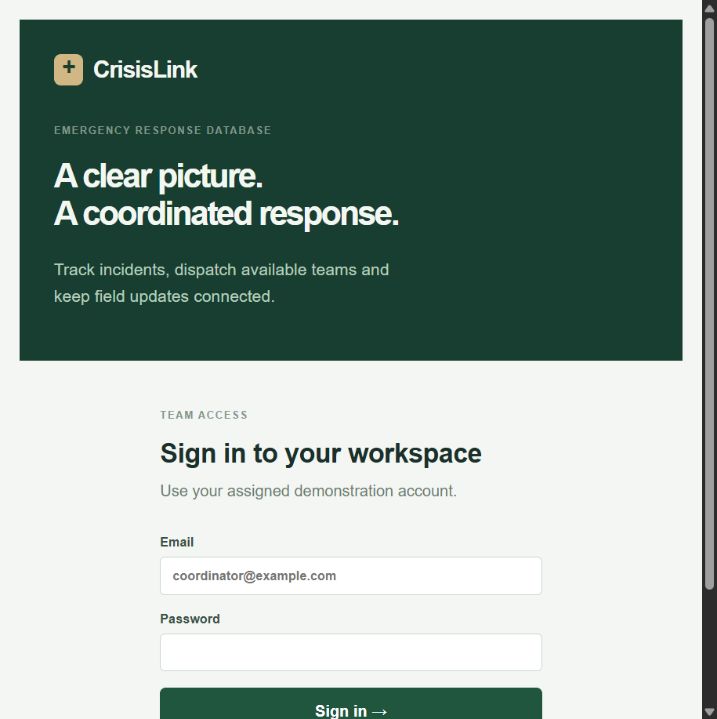 + CrisisLink
EMERGENCY RESPONSE DATABASE
A clear picture.
A coordinated response.
Track incidents, dispatch available teams and
keep field updates connected.
TEAM ACCESS
Sign in to your workspace
Use your assigned demonstration account.
Email
coordinator@example.com
Password
Sign in →